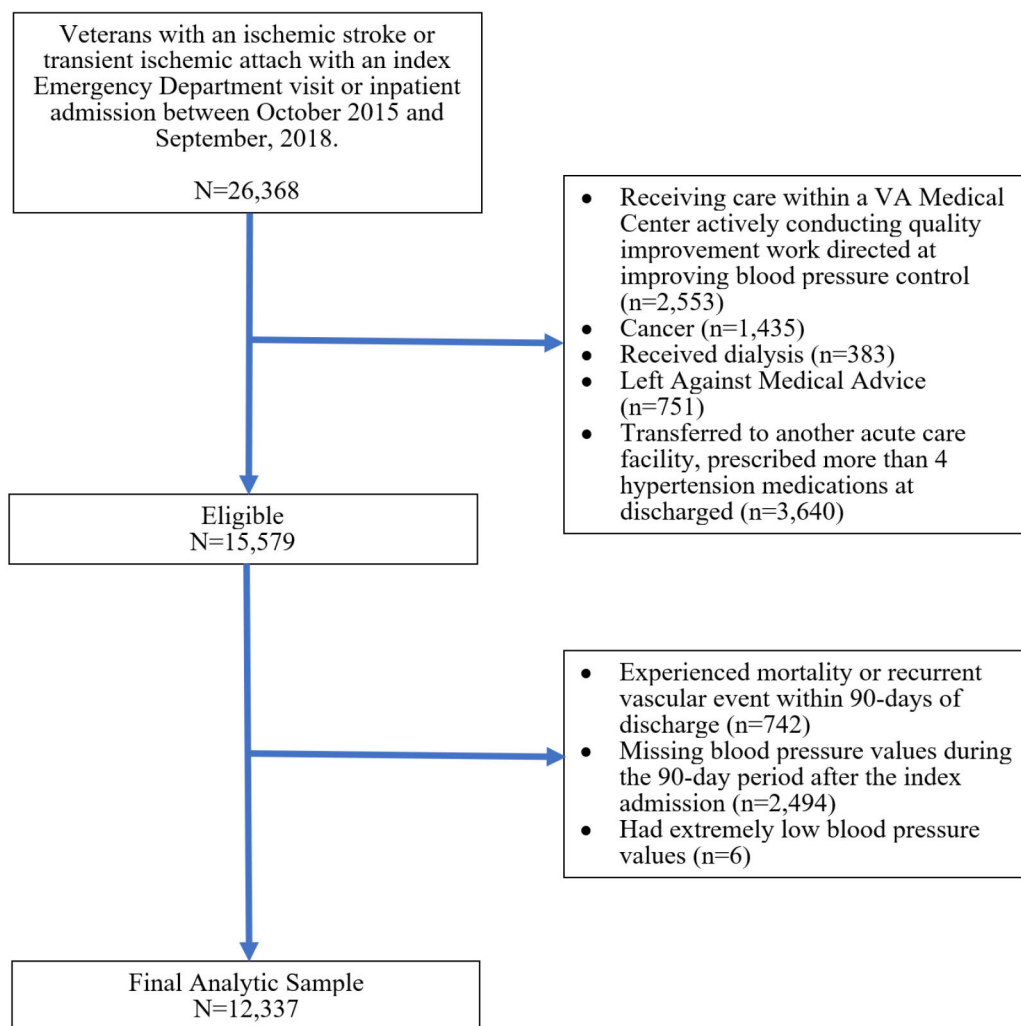 Veterans with an ischemic stroke or
transient ischemic attach with an index
Emergency Department visit or inpatient
admission between October 2015 and
September, 2018.
N=26,368
• Receiving care within a VA Medical
Center actively conducting quality
improvement work directed at
improving blood pressure control
(n=2,553)
• Cancer (n=1,435)
• Received dialysis (n=383)
• Left Against Medical Advice
(n=751)
• Transferred to another acute care
facility, prescribed more than 4
hypertension medications at
discharged (n=3,640)
Eligible
N=15,579
• Experienced mortality or recurrent
vascular event within 90-days of
discharge (n=742)
• Missing blood pressure values during
the 90-day period after the index
admission (n=2,494)
• Had extremely low blood pressure
values (n=6)
Final Analytic Sample
N=12,337